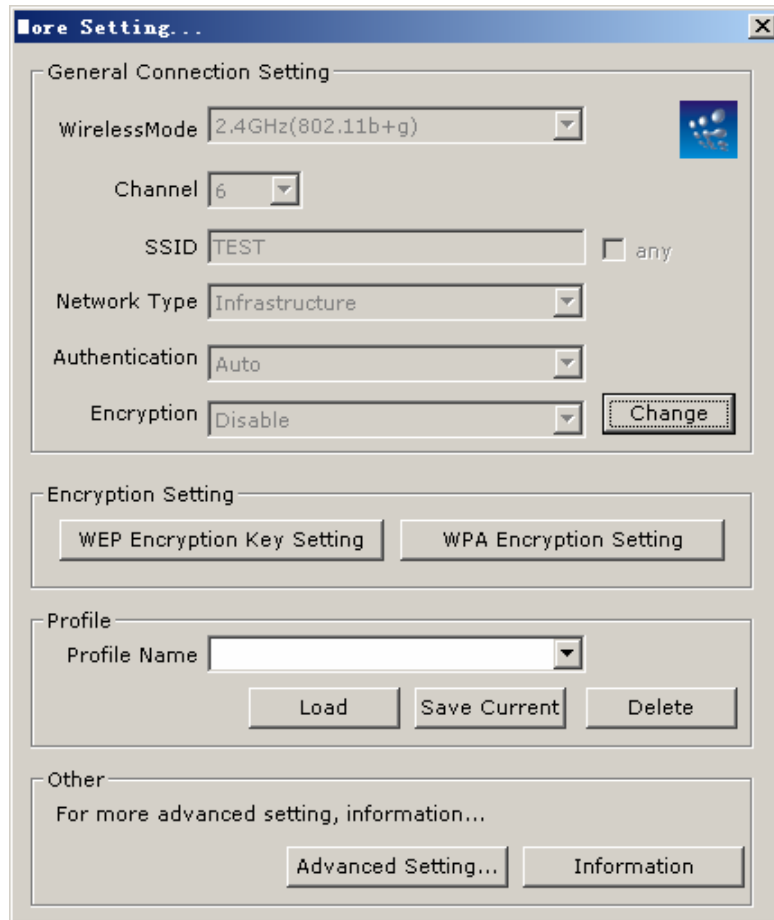 More Setting...
General Connection Setting
WirelessMode 2.4GHz(802.11b+g)
Channel 6
SSID TEST any
Network Type Infrastructure
Authentication Auto
Encryption Disable Change
Encryption Setting
WEP Encryption Key Setting WPA Encryption Setting
Profile
Profile Name
Load Save Current Delete
Other
For more advanced setting, information...
Advanced Setting... Information